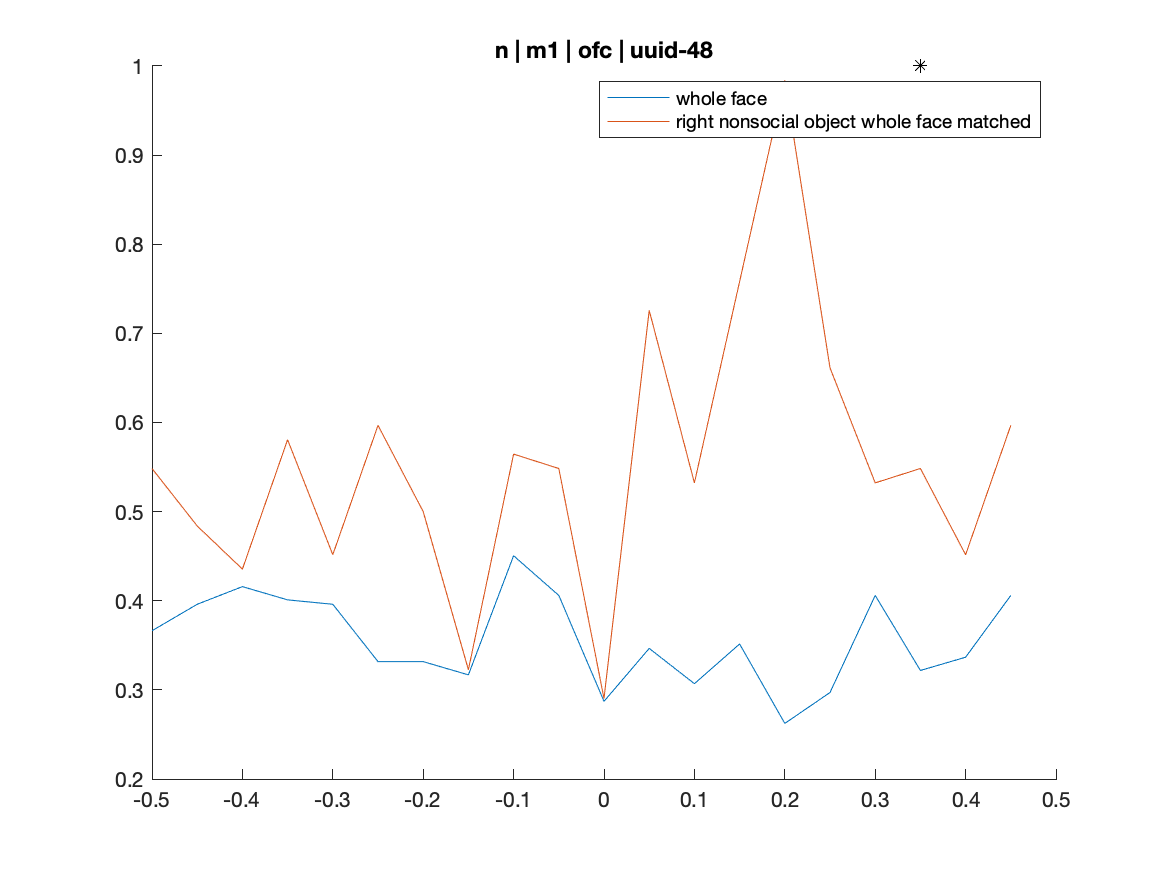 n | m1 | ofc | uuid-48
1
whole face
right nonsocial object whole face matched
0.9
0.8
0.7
0.6
0.5
0.4
0.3
0.2
-0.5 -0.4 -0.3 -0.2 -0.1 0 0.1 0.2 0.3 0.4 0.5